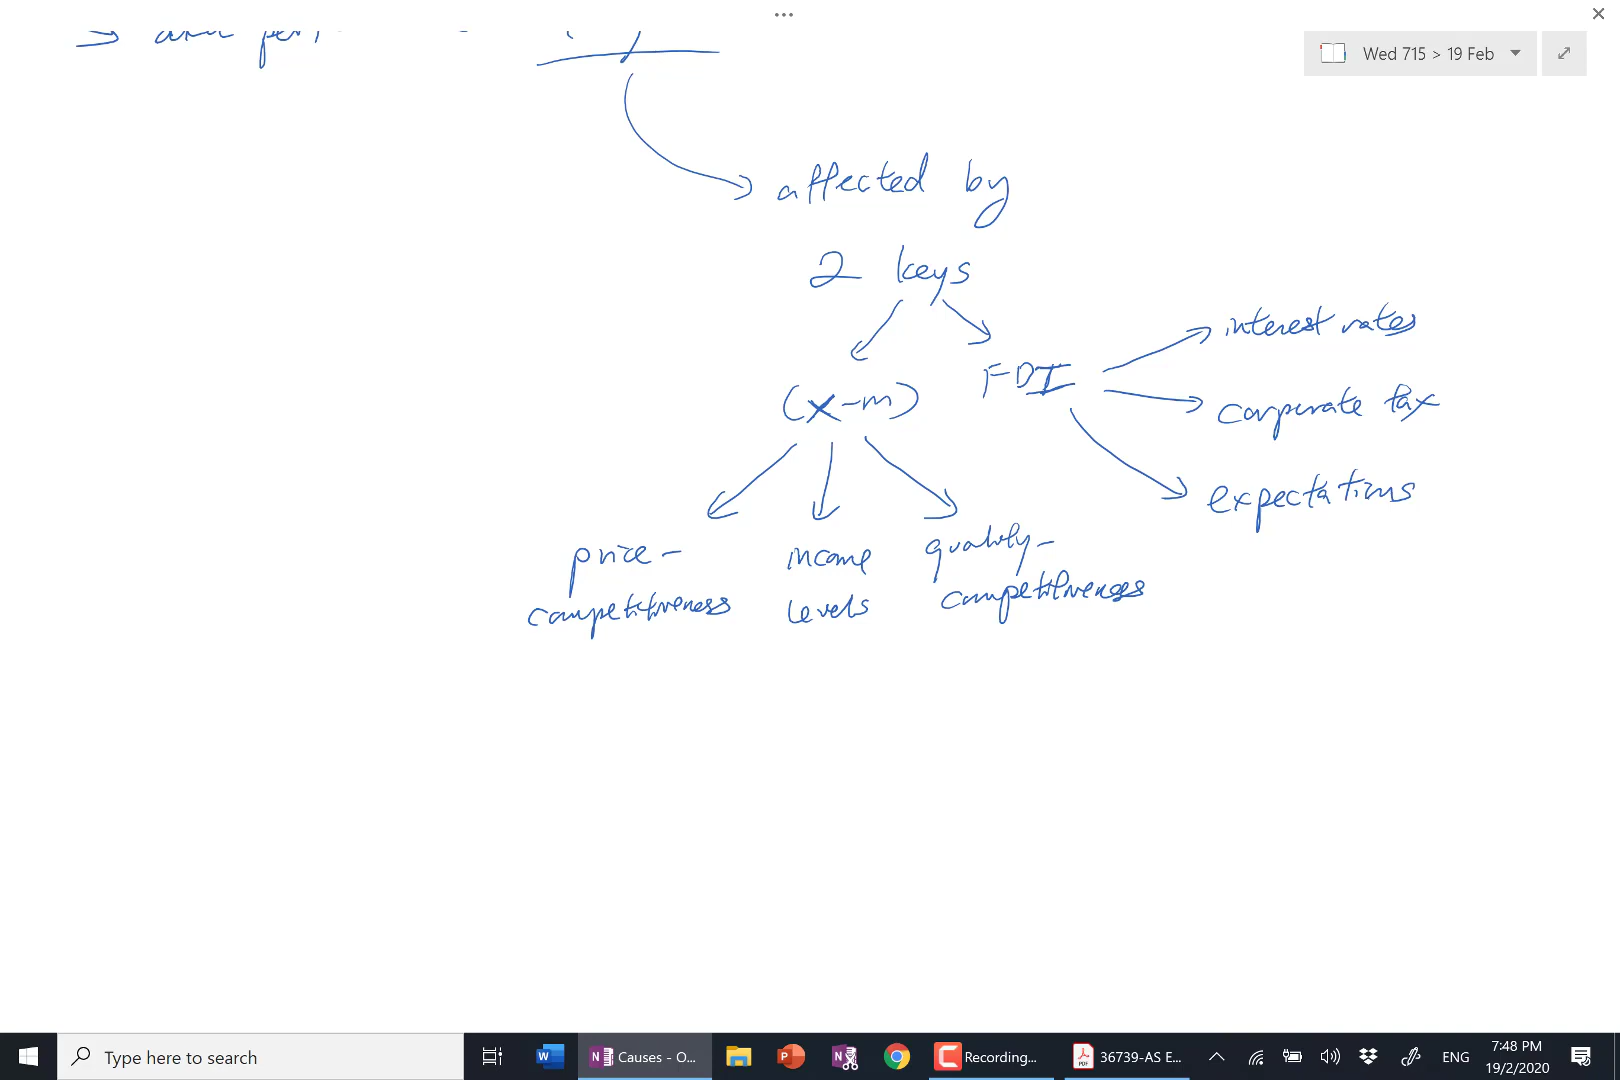 Wed 715 > 19 Feb
affected by
2 keys
(X-m)
FDI
interest rates
corporate tax
expectations
price-
competitiveness
income
levels
quality-
competitiveness
Type here to search
Causes - O...
Recording...
36739-AS E...
ENG
7:48 PM
19/2/2020